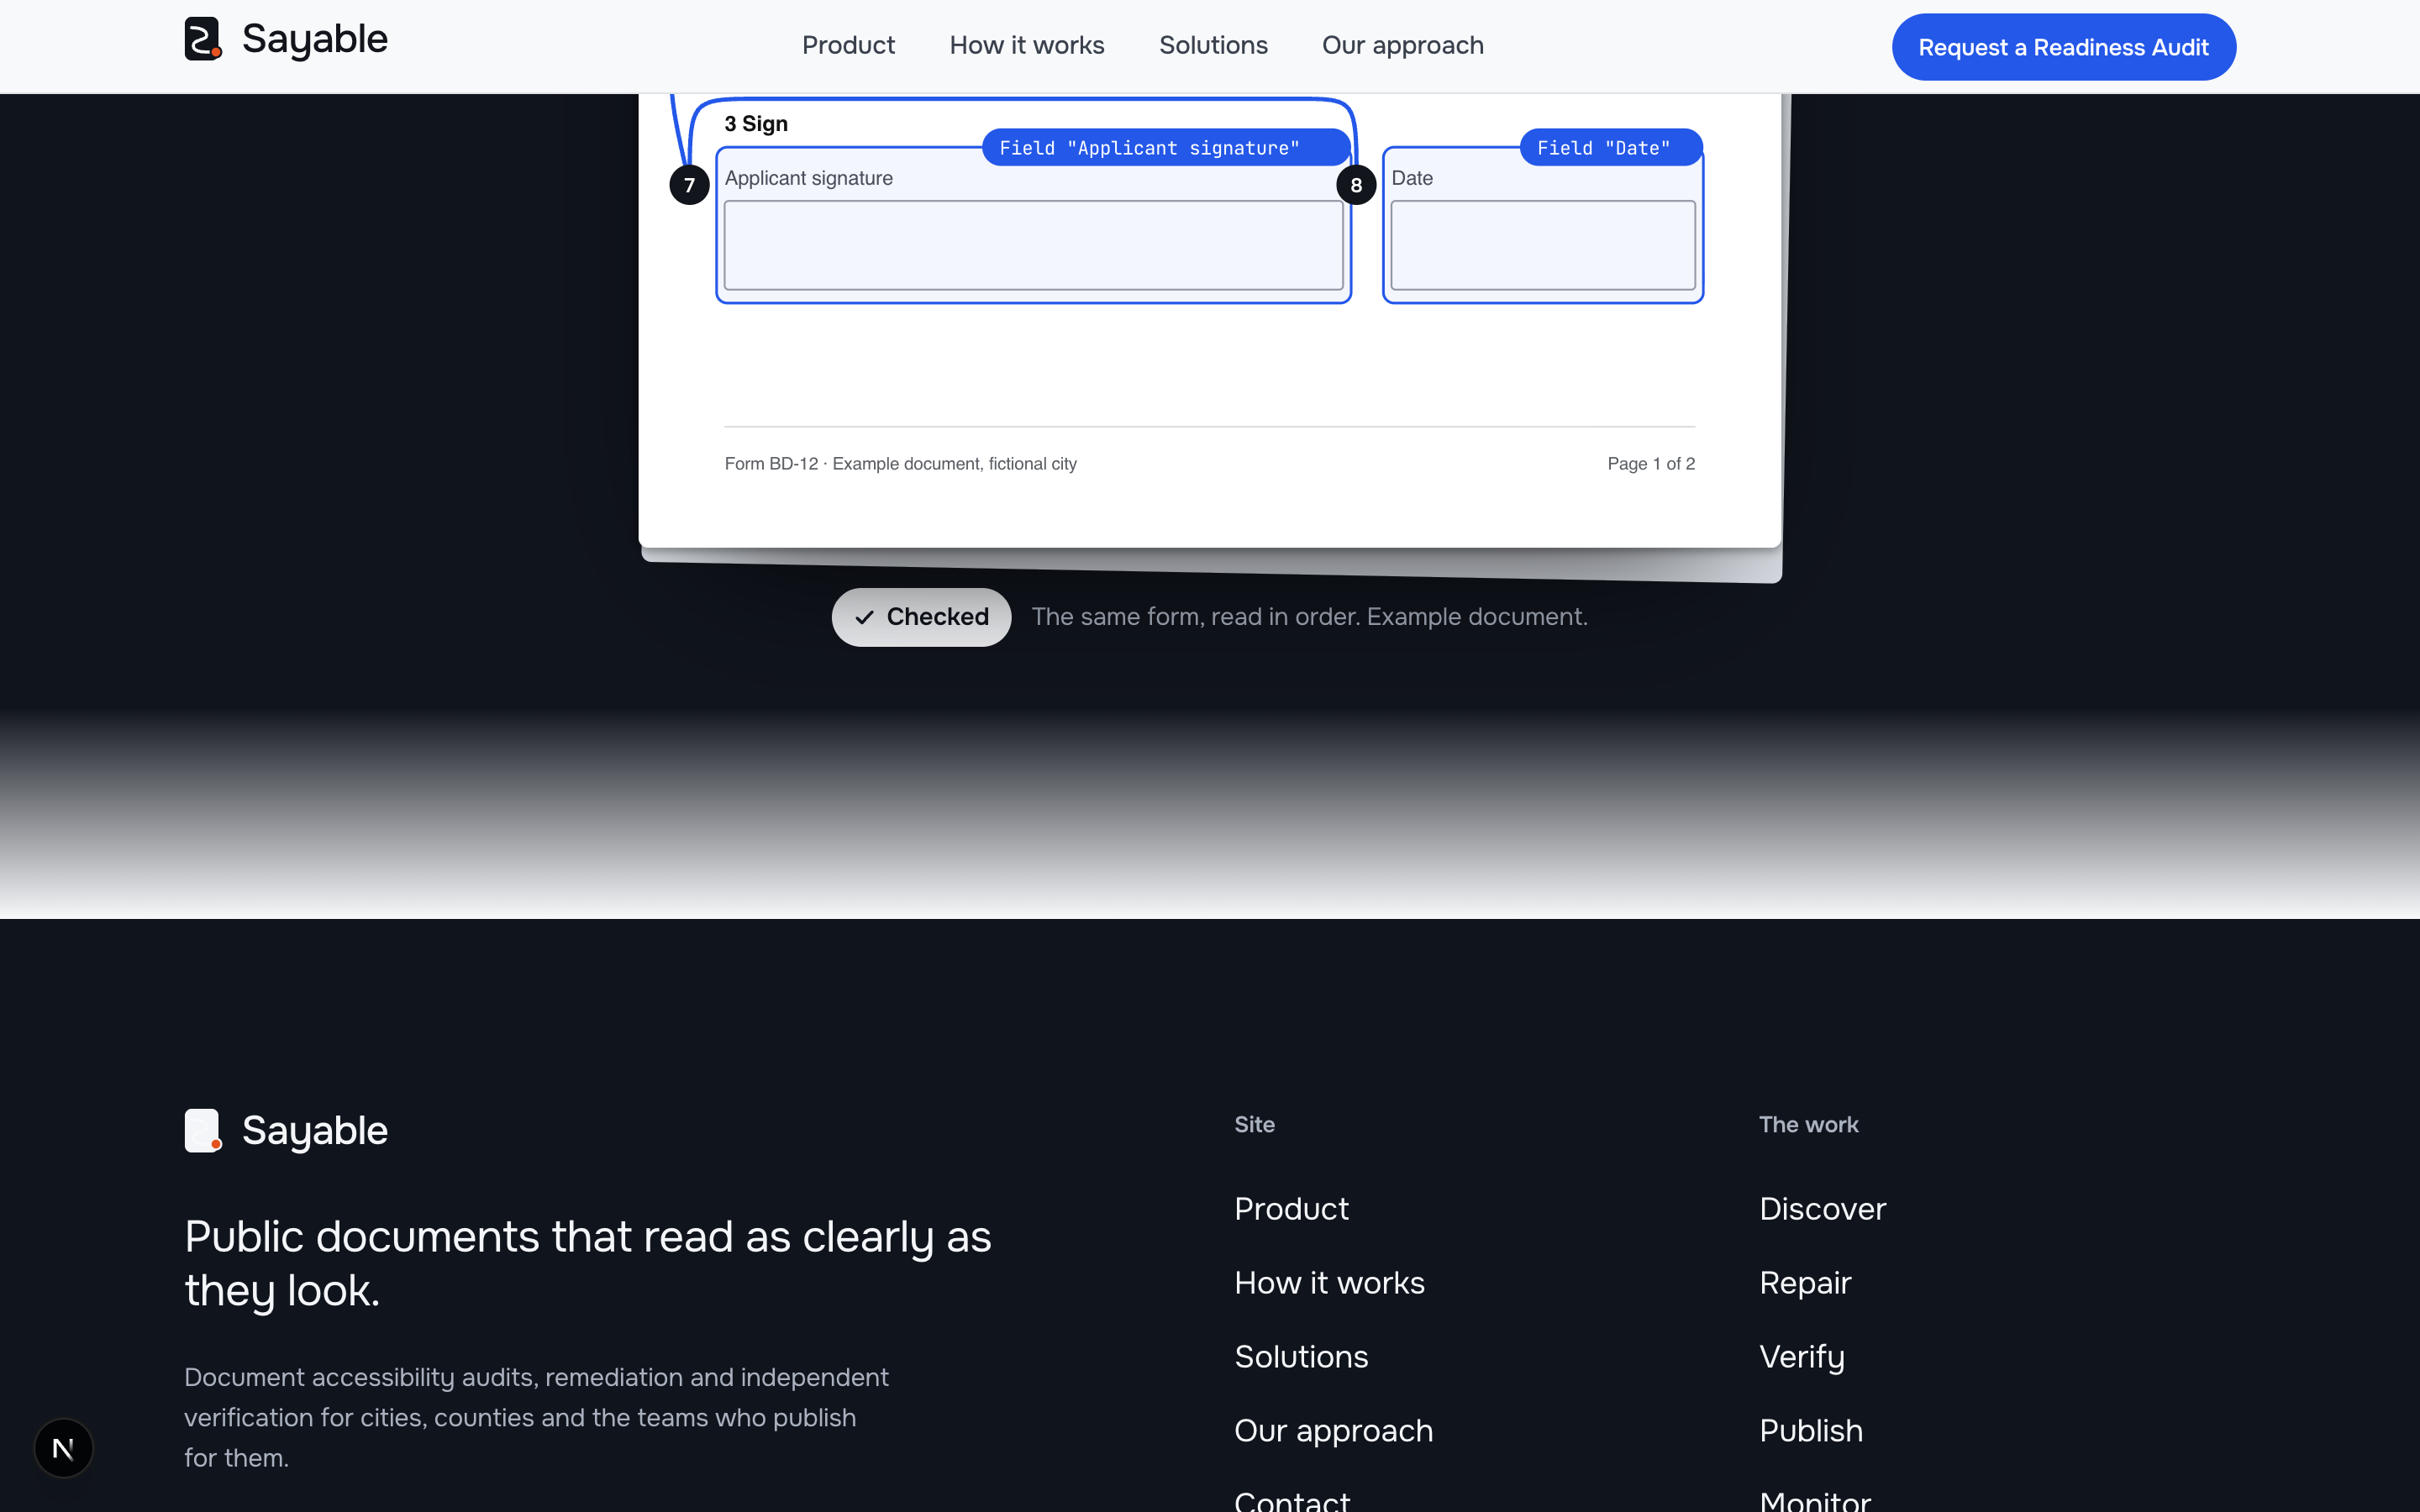 Sayable
Product
How it works
Solutions
Our approach
Request a Readiness Audit
3 Sign
Field "Applicant signature"
Field "Date"
7
Applicant signature
8
Date
Form BD-12 · Example document, fictional city
Page 1 of 2
Checked
The same form, read in order. Example document.
Sayable
Public documents that read as clearly as
they look.
Document accessibility audits, remediation and independent
verification for cities, counties and the teams who publish
for them.
Site
Product
How it works
Solutions
Our approach
Contact
The work
Discover
Repair
Verify
Publish
Monitor
N